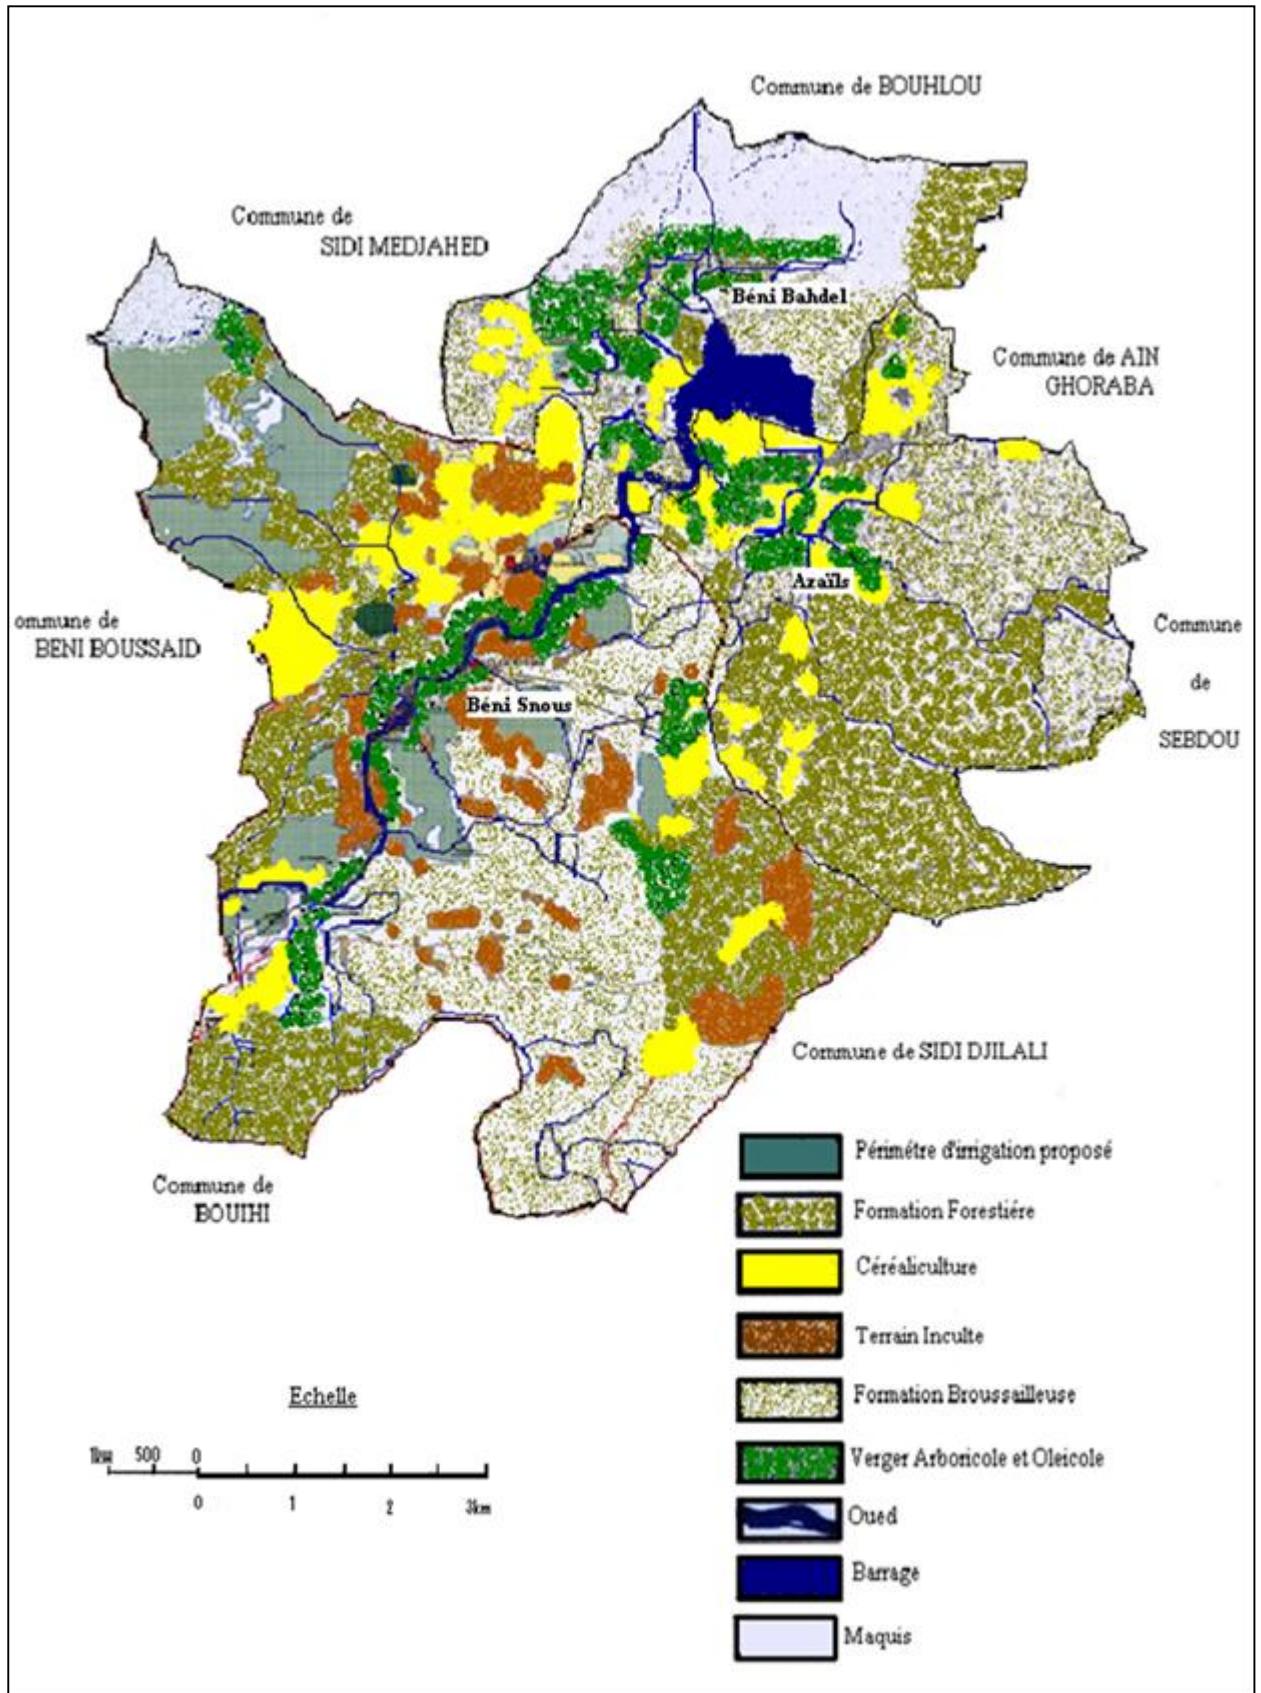 Commune de BOUHLOU
Commune de
SIDI MEDJAHED
Béni Bahdel
Commune de AIN
GHORABA
Azaïls
ommune de
BENI BOUSSAID
Commune
de
SEBDOU
Béni Snous
Commune de SIDI DJILALI
Commune de
BOUIHI
Périmétre d'irrigation proposé
Formation Forestiére
Céréaliculture
Terrain Inculte
Formation Broussailleuse
Verger Arboricole et Oleicole
Oued
Barrage
Maquis
Echelle
1km 500 0
0 1 2 3km